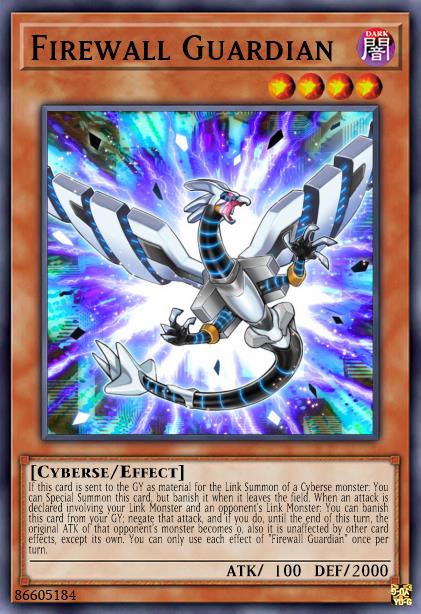 FIREWALL GUARDIAN
DARK
闇
[CYBERSE/EFFECT]
If this card is sent to the GY as material for the Link Summon of a Cyberse monster: You
can Special Summon this card, but banish it when it leaves the field. When an attack is
declared involving your Link Monster and an opponent's Link Monster: You can banish
this card from your GY; negate that attack, and if you do, until the end of this turn, the
original ATK of that opponent's monster becomes 0, also it is unaffected by other card
effects, except its own. You can only use each effect of "Firewall Guardian" once per
turn.
ATK/ 100 DEF/2000
86605184